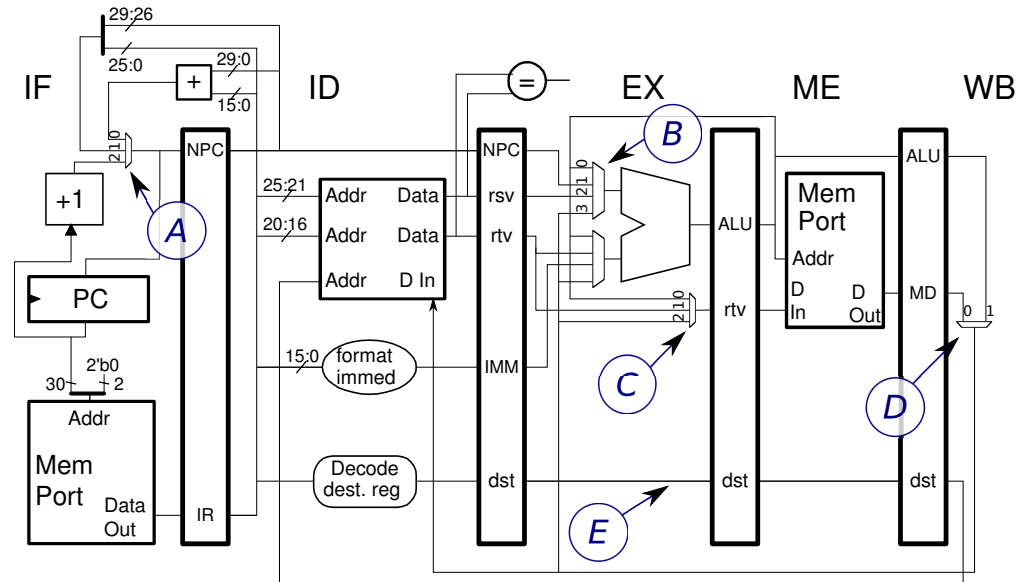 29:26
25:0
29:0
+
15:0
=
IF
ID
EX
ME
WB
2 1 0
NPC
NPC
ALU
B
0
1
2
3
+1
A
25:21
Addr
Data
rsv
20:16
Addr
Data
rtv
Addr
D In
ALU
Mem
Port
Addr
D
In
D
Out
MD
0 1
PC
2 1 0
rtv
15:0
format
immed
IMM
C
D
30
2'b0
2
Addr
Mem
Port
Data
Out
IR
Decode
dest. reg
dst
dst
dst
E